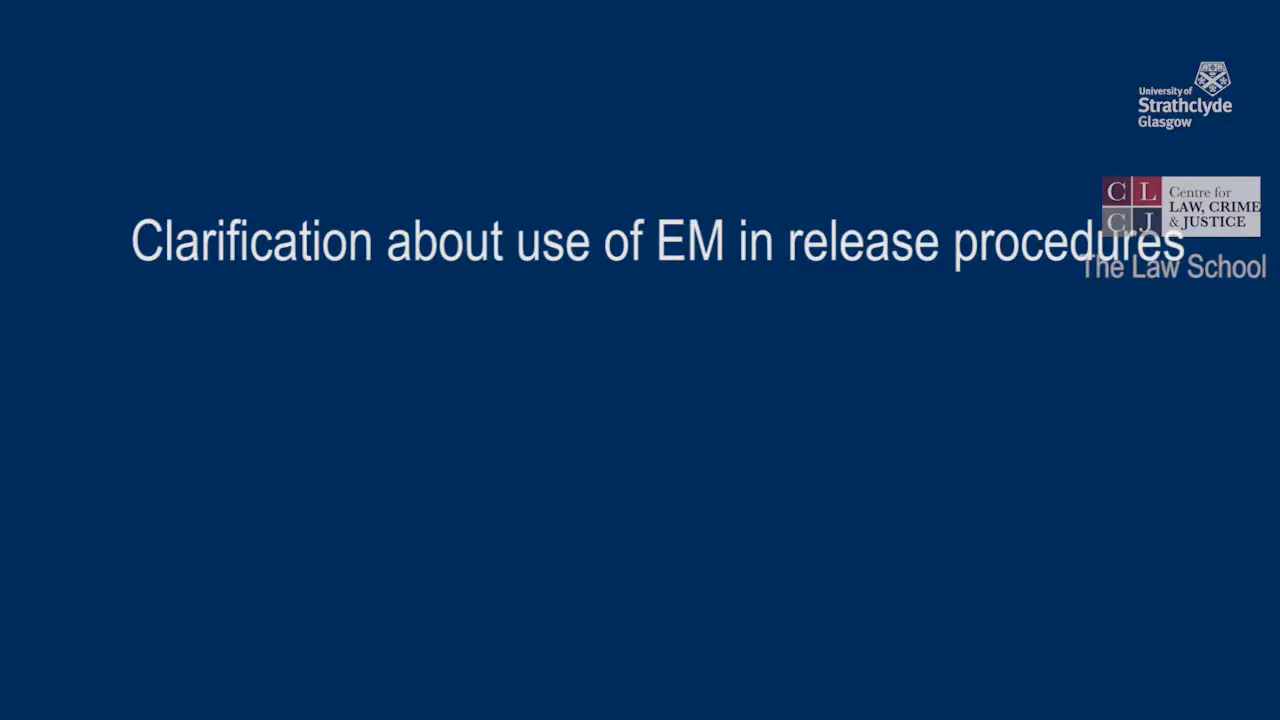 University of
Strathclyde
Glasgow
C L
C J
Centre for
LAW, CRIME
& JUSTICE
Clarification about use of EM in release procedures
The Law School